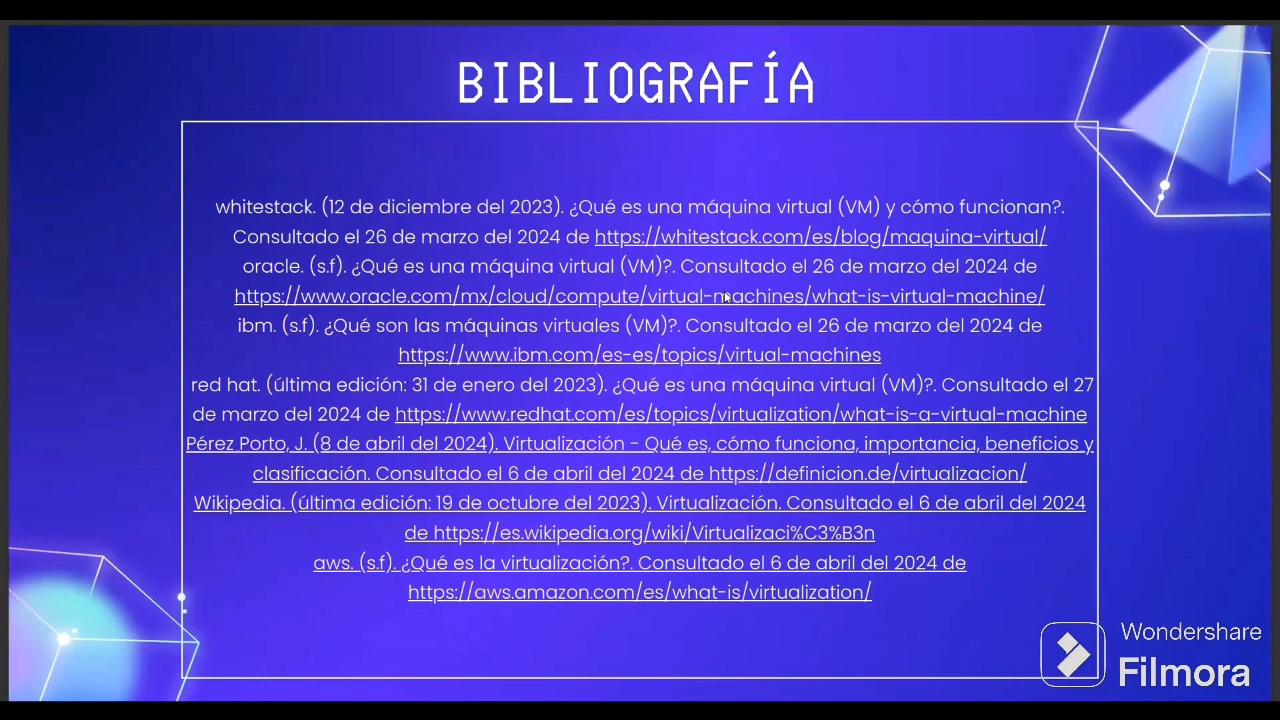 BIBLIOGRAFÍA
whitestack. (12 de diciembre del 2023). ¿Qué es una máquina virtual (VM) y cómo funcionan?.
Consultado el 26 de marzo del 2024 de https://whitestack.com/es/blog/maquina-virtual/
oracle. (s.f). ¿Qué es una máquina virtual (VM)?. Consultado el 26 de marzo del 2024 de
https://www.oracle.com/mx/cloud/compute/virtual-machines/what-is-virtual-machine/
ibm. (s.f). ¿Qué son las máquinas virtuales (VM)?. Consultado el 26 de marzo del 2024 de
https://www.ibm.com/es-es/topics/virtual-machines
red hat. (última edición: 31 de enero del 2023). ¿Qué es una máquina virtual (VM)?. Consultado el 27
de marzo del 2024 de https://www.redhat.com/es/topics/virtualization/what-is-a-virtual-machine
Pérez Porto, J. (8 de abril del 2024). Virtualización - Qué es, cómo funciona, importancia, beneficios y
clasificación. Consultado el 6 de abril del 2024 de https://definicion.de/virtualizacion/
Wikipedia. (última edición: 19 de octubre del 2023). Virtualización. Consultado el 6 de abril del 2024
de https://es.wikipedia.org/wiki/Virtualizaci%C3%B3n
aws. (s.f). ¿Qué es la virtualización?. Consultado el 6 de abril del 2024 de
https://aws.amazon.com/es/what-is/virtualization/
Wondershare
Filmora